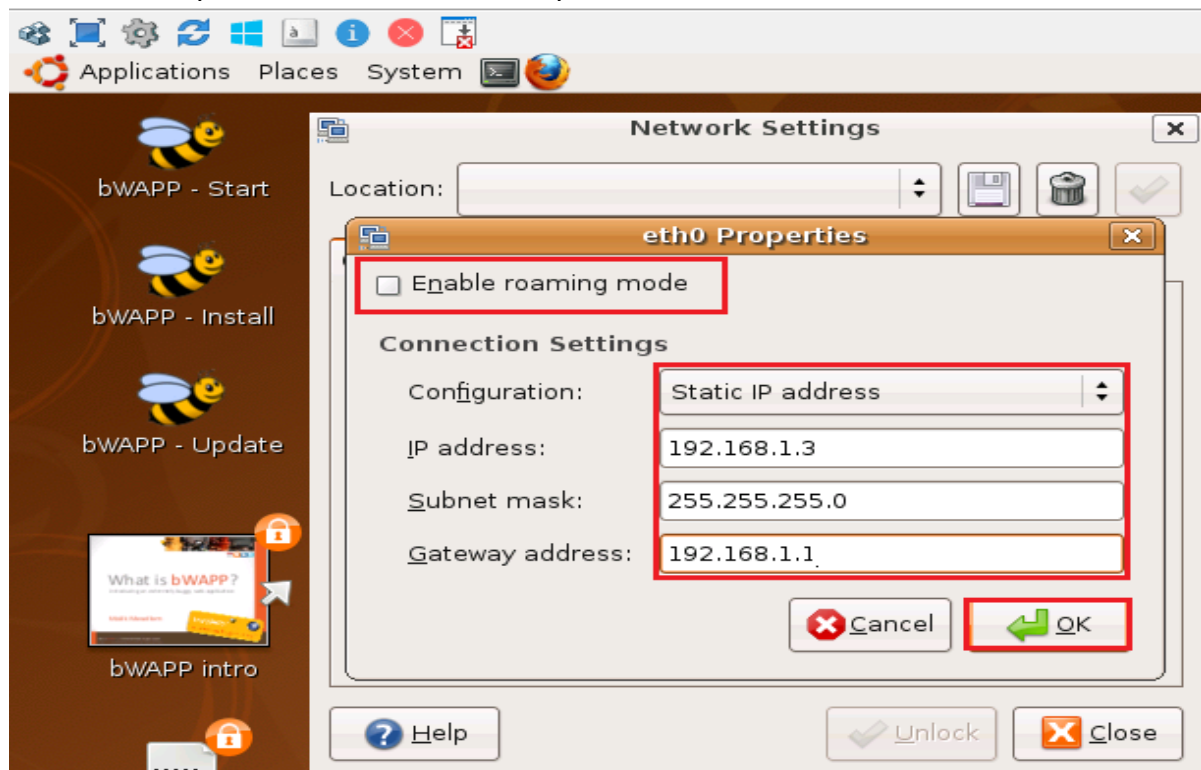 Applications Places System
Network Settings
bWAPP - Start
Location:
eth0 Properties
Enable roaming mode
bWAPP - Install
Connection Settings
Configuration: Static IP address
bWAPP - Update
IP address: 192.168.1.3
Subnet mask: 255.255.255.0
Gateway address: 192.168.1.1
What is bWAPP?
Cancel OK
bWAPP intro
Help Unlock Close